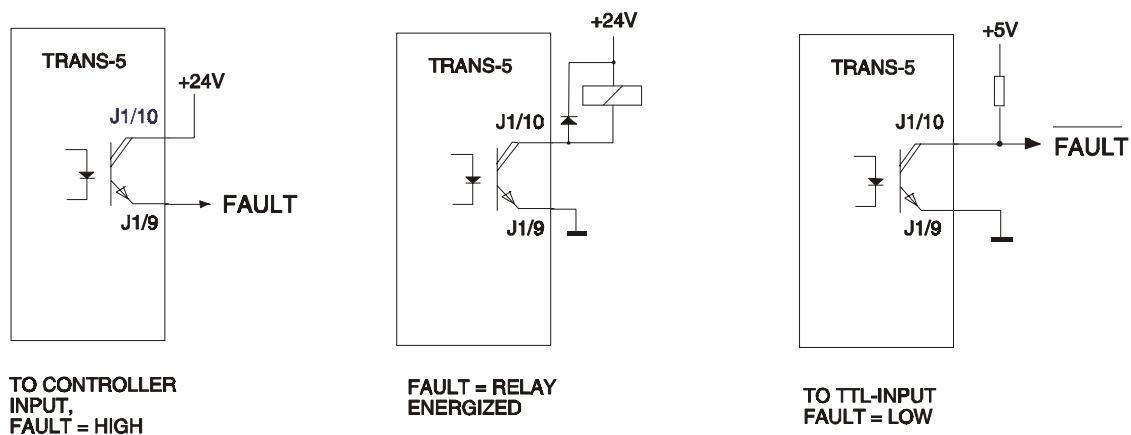 TRANS-5
+24V
J1/10
FAULT
J1/9
TO CONTROLLER
INPUT,
FAULT = HIGH
+24V
TRANS-5
J1/10
J1/9
FAULT = RELAY
ENERGIZED
+5V
TRANS-5
J1/10
FAULT
J1/9
TO TTL-INPUT
FAULT = LOW